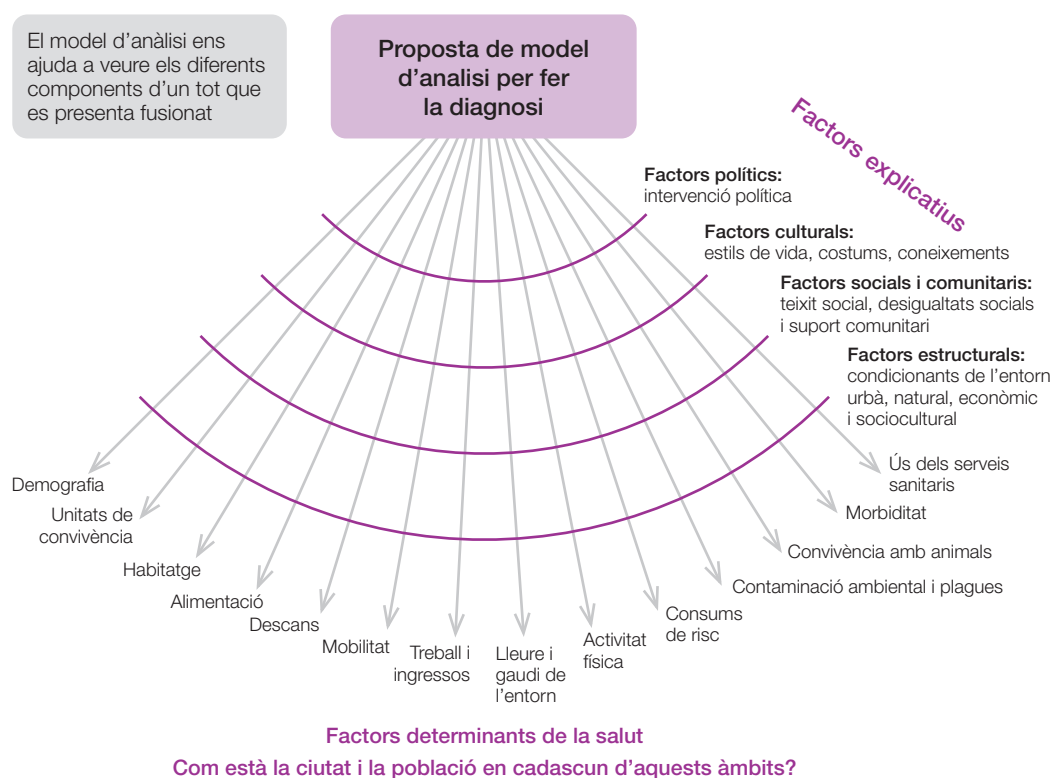 El model d'anàlisi ens
ajuda a veure els diferents
components d'un tot que
es presenta fusionat
Proposta de model
d'analisi per fer
la diagnosi
Factors explicatius
Factors polítics:
intervenció política
Factors culturals:
estils de vida, costums, coneixements
Factors socials i comunitaris:
teixit social, desigualtats socials
i suport comunitari
Factors estructurals:
condicionants de l'entorn
urbà, natural, econòmic
i sociocultural
Demografia
Unitats de
convivència
Habitatge
Alimentació
Descans
Mobilitat
Treball i
ingressos
Lleure i
gaudi de
l'entorn
Activitat
física
Consums
de risc
Contaminació ambiental i plagues
Convivència amb animals
Morbiditat
Ús dels serveis
sanitaris
Factors determinants de la salut
Com està la ciutat i la població en cadascun d'aquests àmbits?